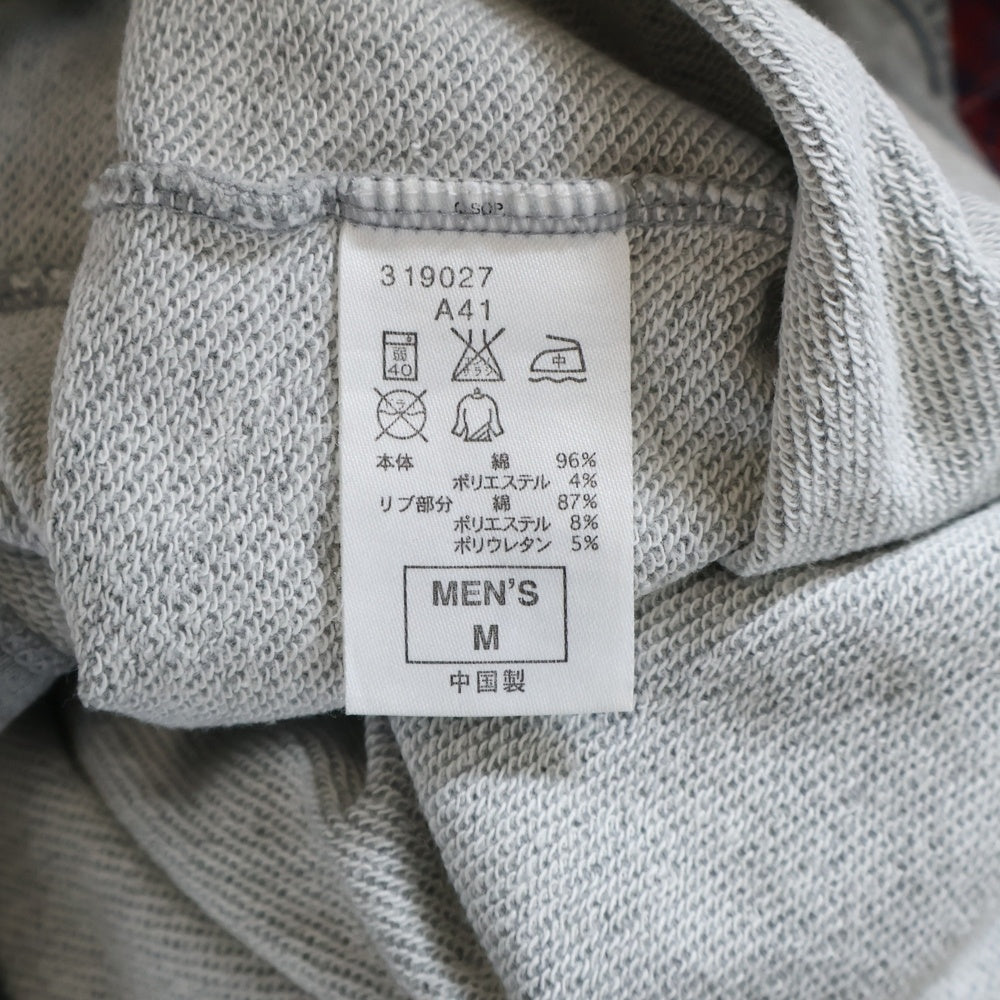 319027
A41
弱
40
中
本体 綿 96%
ポリエステル 4%
リブ部分 綿 87%
ポリエステル 8%
ポリウレタン 5%
MEN'S
M
中国製